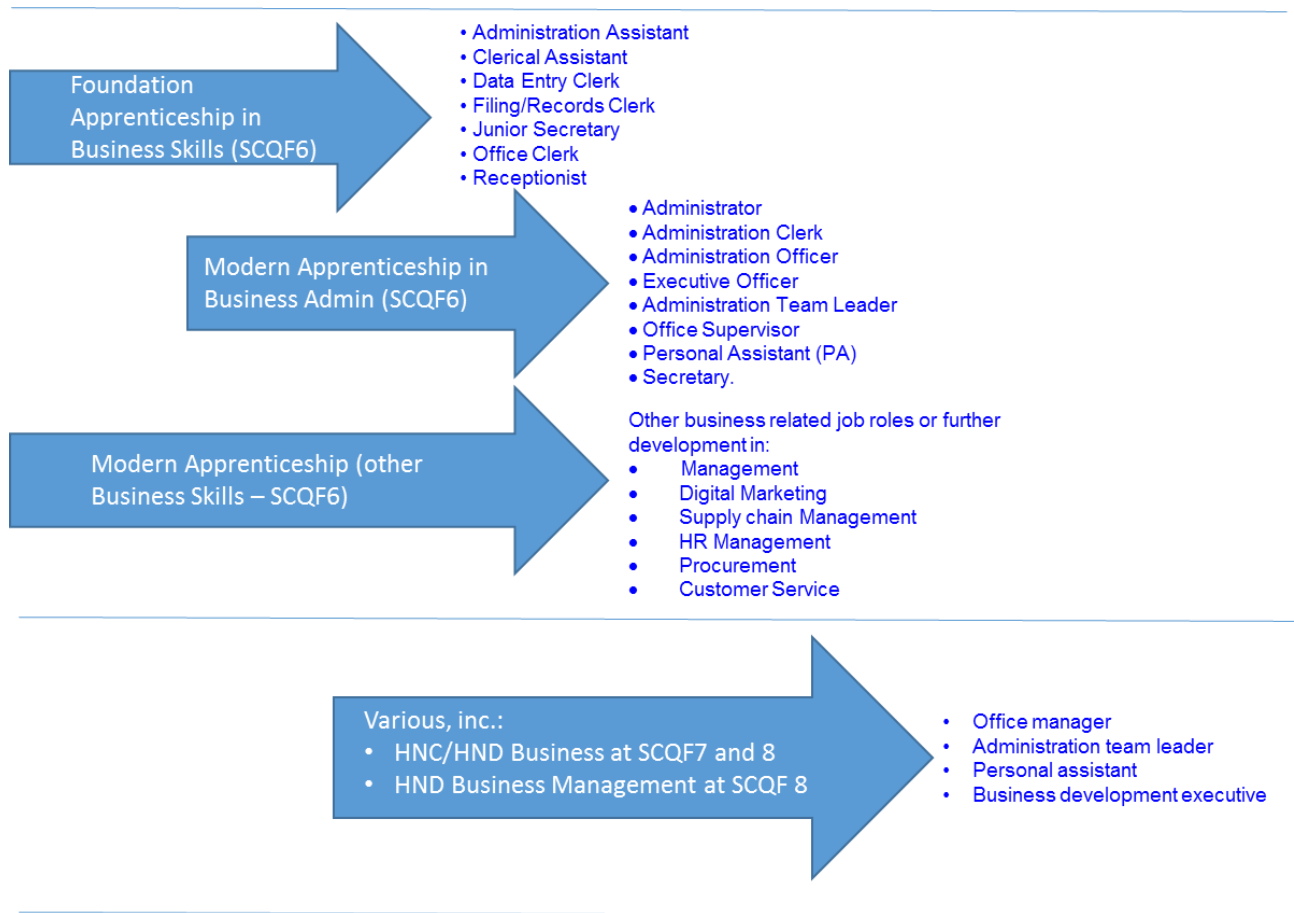 Foundation
Apprenticeship in
Business Skills (SCQF6)
• Administration Assistant
• Clerical Assistant
• Data Entry Clerk
• Filing/Records Clerk
• Junior Secretary
• Office Clerk
• Receptionist
Modern Apprenticeship in
Business Admin (SCQF6)
• Administrator
• Administration Clerk
• Administration Officer
• Executive Officer
• Administration Team Leader
• Office Supervisor
• Personal Assistant (PA)
• Secretary.
Modern Apprenticeship (other
Business Skills – SCQF6)
Other business related job roles or further
development in:
• Management
• Digital Marketing
• Supply chain Management
• HR Management
• Procurement
• Customer Service
Various, inc.:
• HNC/HND Business at SCQF7 and 8
• HND Business Management at SCQF 8
• Office manager
• Administration team leader
• Personal assistant
• Business development executive